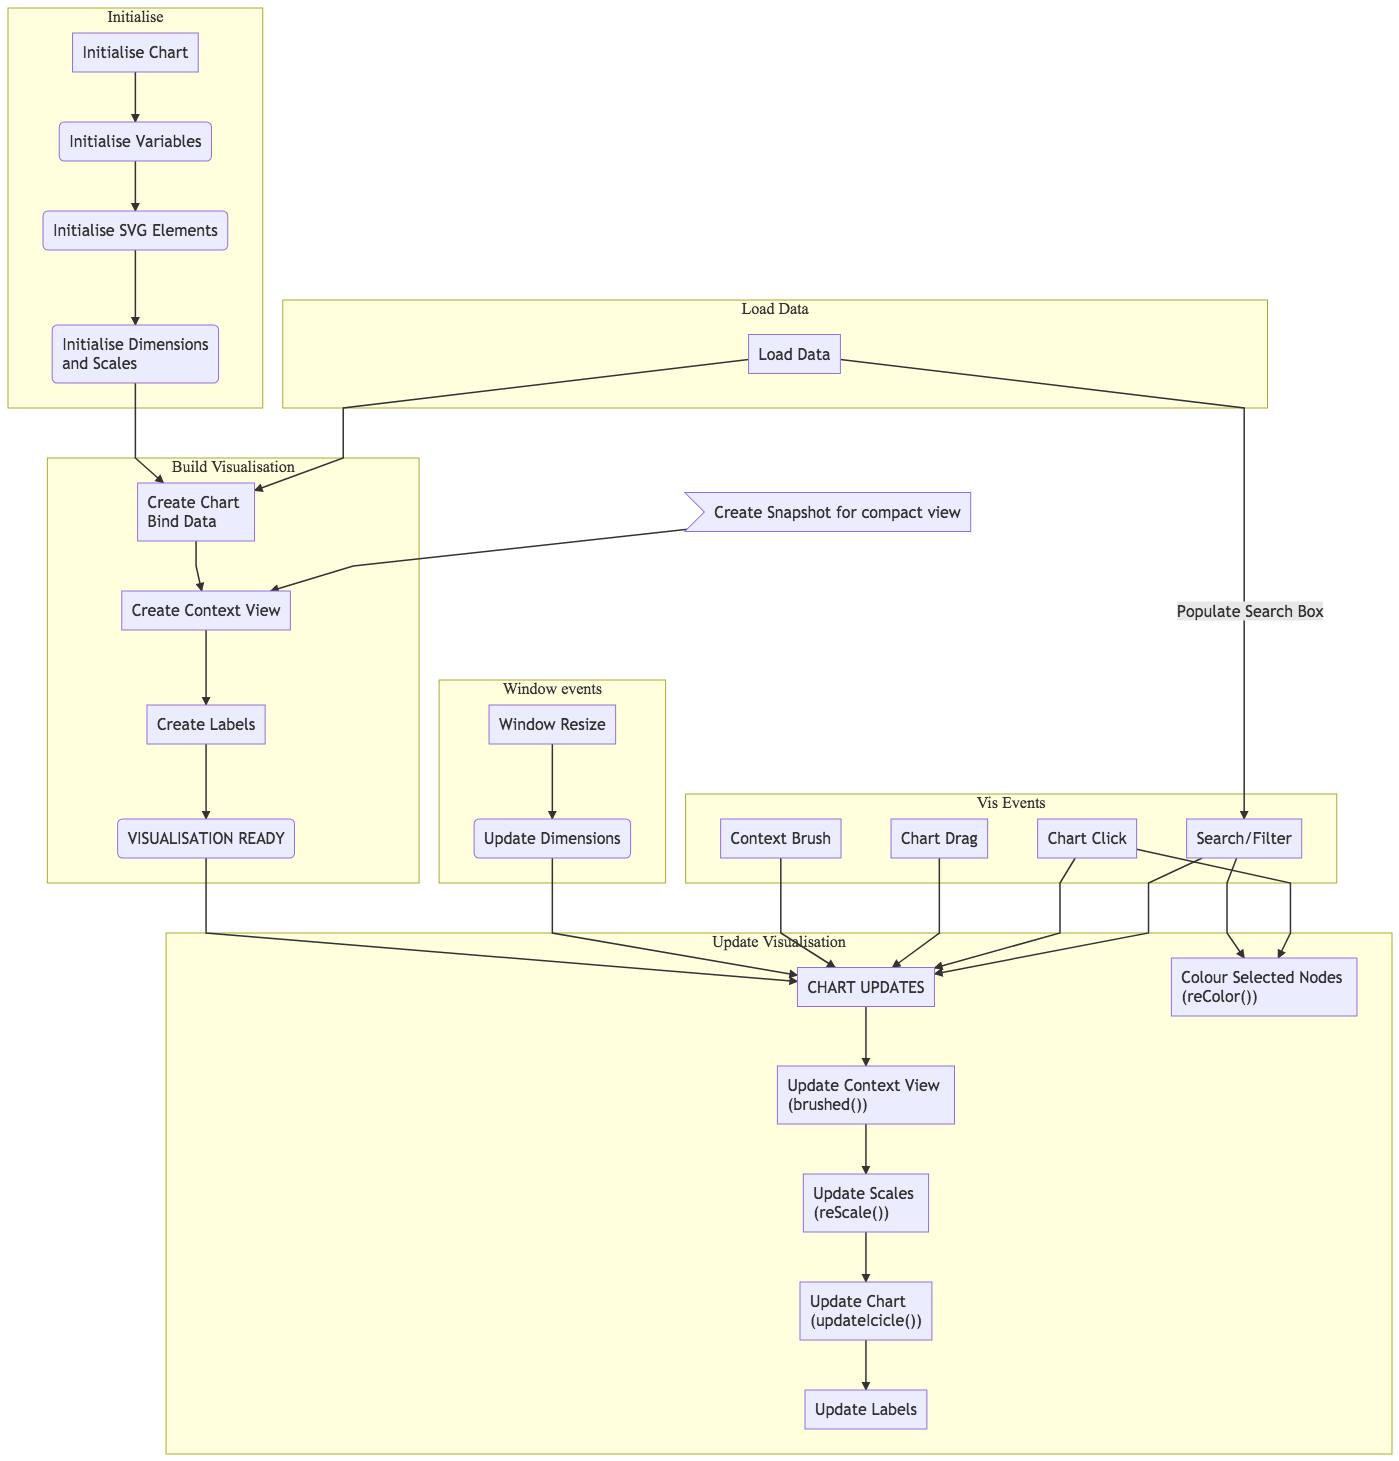 Initialise
Initialise Chart
Initialise Variables
Initialise SVG Elements
Initialise Dimensions
and Scales
Load Data
Load Data
Build Visualisation
Create Chart
Bind Data
Create Snapshot for compact view
Create Context View
Populate Search Box
Create Labels
VISUALISATION READY
Window events
Window Resize
Update Dimensions
Vis Events
Context Brush
Chart Drag
Chart Click
Search/Filter
Update Visualisation
CHART UPDATES
Colour Selected Nodes
(reColor())
Update Context View
(brushed())
Update Scales
(reScale())
Update Chart
(updateIcicle())
Update Labels